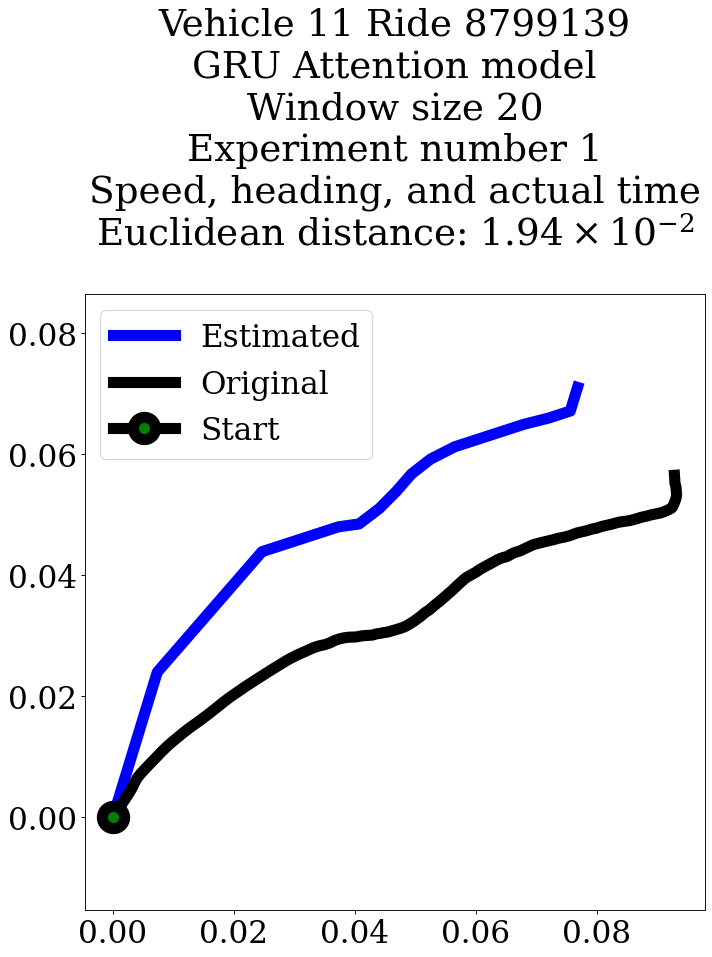 Vehicle 11 Ride 8799139
GRU Attention model
Window size 20
Experiment number 1
Speed, heading, and actual time
Euclidean distance: 1.94 × 10⁻²
Estimated
Original
Start
0.08
0.06
0.04
0.02
0.00
0.00 0.02 0.04 0.06 0.08